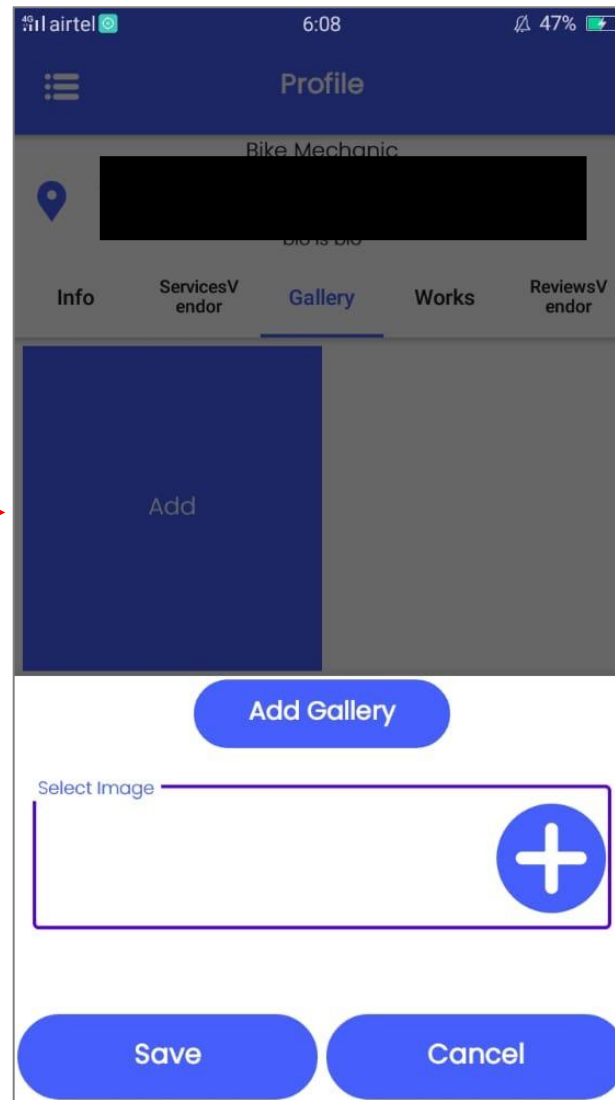 4G airtel 6:08 47%
Profile
Bike Mechanic
bio is bio
Info ServicesV Gallery Works ReviewsV
endor endor
Add
Add Gallery
Select Image
Save Cancel